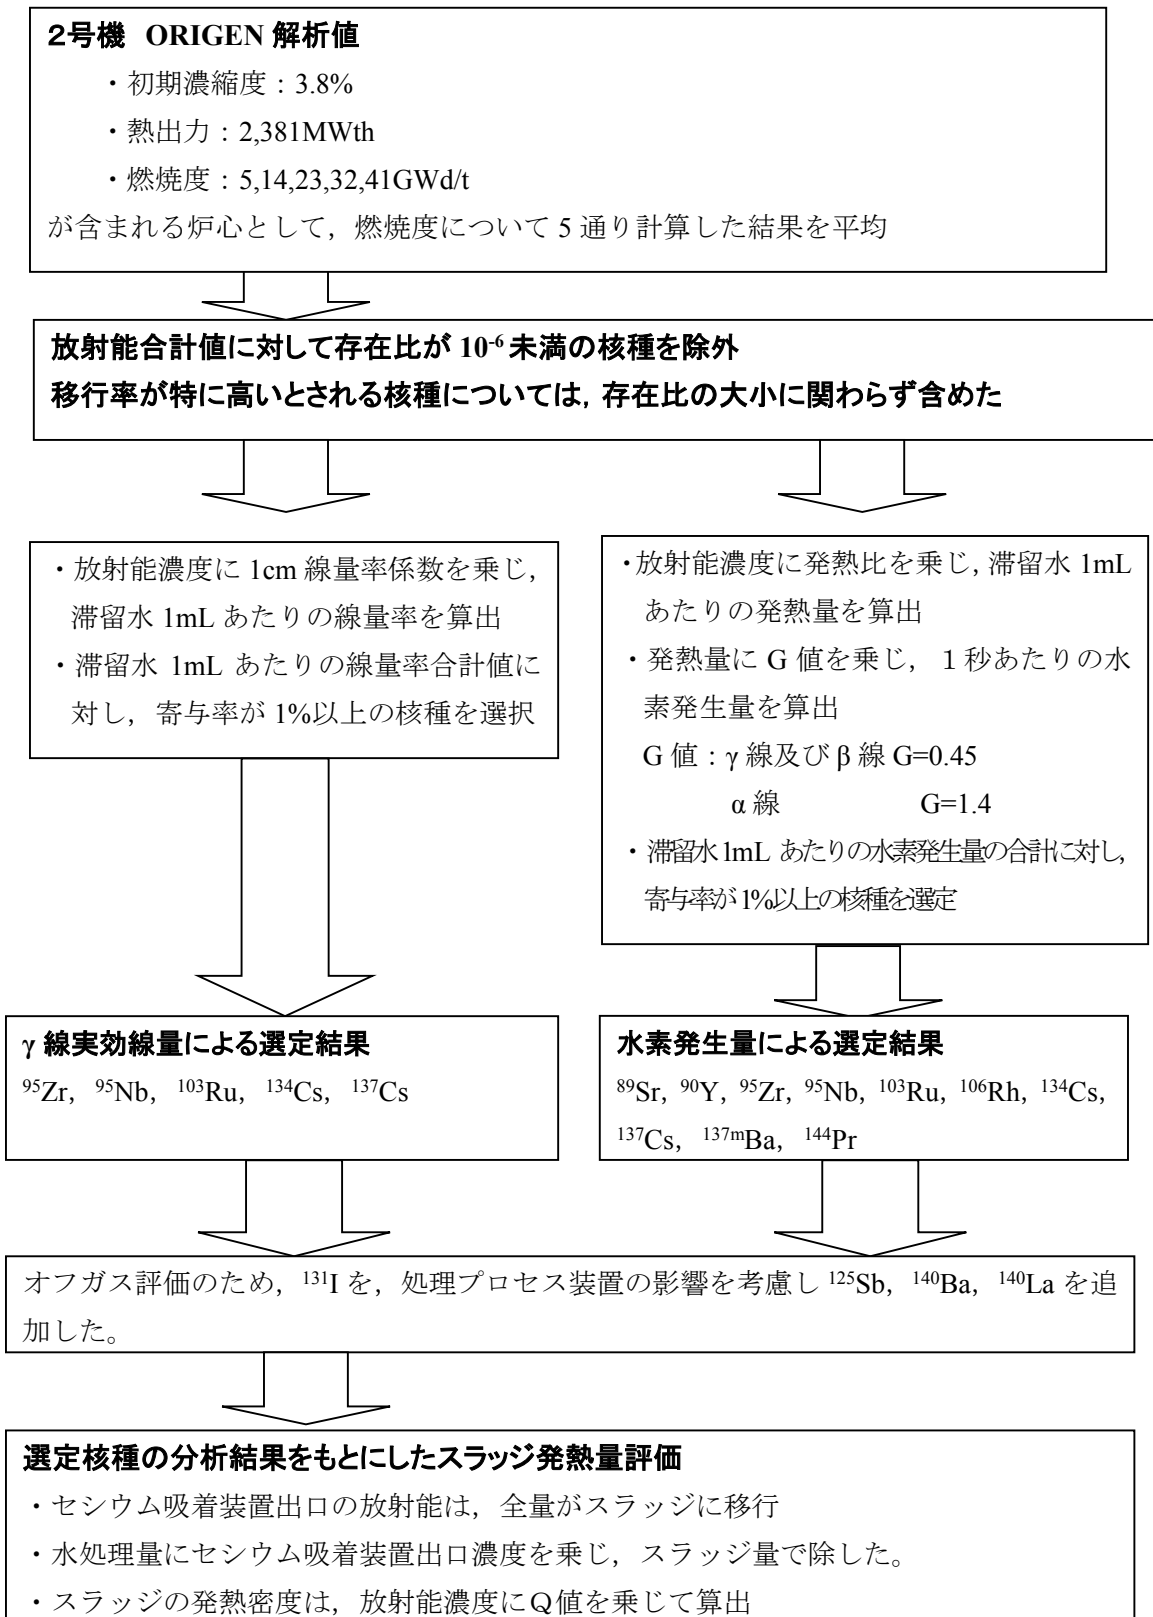 ２号機 ORIGEN 解析値
・初期濃縮度：3.8%
・熱出力：2,381MWth
・燃焼度：5,14,23,32,41GWd/t
が含まれる炉心として，燃焼度について 5 通り計算した結果を平均
放射能合計値に対して存在比が 10⁻⁶ 未満の核種を除外
移行率が特に高いとされる核種については，存在比の大小に関わらず含めた
・放射能濃度に 1cm 線量率係数を乗じ，
滞留水 1mL あたりの線量率を算出
・滞留水 1mL あたりの線量率合計値に
対し，寄与率が 1%以上の核種を選択
・放射能濃度に発熱比を乗じ，滞留水 1mL
あたりの発熱量を算出
・発熱量に G 値を乗じ，１秒あたりの水
素発生量を算出
G 値：γ 線及び β 線 G=0.45
α 線 G=1.4
・滞留水 1mL あたりの水素発生量の合計に対し，
寄与率が 1%以上の核種を選定
γ 線実効線量による選定結果
⁹⁵Zr，⁹⁵Nb，¹⁰³Ru，¹³⁴Cs，¹³⁷Cs
水素発生量による選定結果
⁸⁹Sr, ⁹⁰Y, ⁹⁵Zr, ⁹⁵Nb, ¹⁰³Ru, ¹⁰⁶Rh, ¹³⁴Cs,
¹³⁷Cs，¹³⁷ᵐBa，¹⁴⁴Pr
オフガス評価のため，¹³¹I を，処理プロセス装置の影響を考慮し ¹²⁵Sb，¹⁴⁰Ba，¹⁴⁰La を追
加した。
選定核種の分析結果をもとにしたスラッジ発熱量評価
・セシウム吸着装置出口の放射能は，全量がスラッジに移行
・水処理量にセシウム吸着装置出口濃度を乗じ，スラッジ量で除した。
・スラッジの発熱密度は，放射能濃度にＱ値を乗じて算出